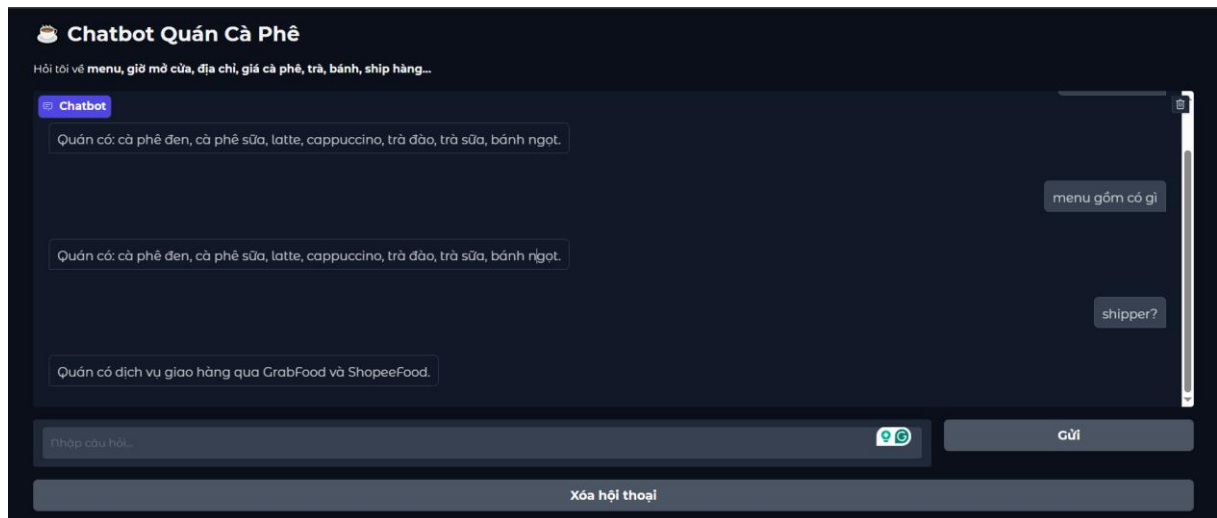 Chatbot Quán Cà Phê
Hỏi tôi về menu, giờ mở cửa, địa chỉ, giá cà phê, trà, bánh, ship hàng...
Chatbot
Quán có: cà phê đen, cà phê sữa, latte, cappuccino, trà đào, trà sữa, bánh ngọt.
menu gồm có gì
Quán có: cà phê đen, cà phê sữa, latte, cappuccino, trà đào, trà sữa, bánh ngọt.
shipper?
Quán có dịch vụ giao hàng qua GrabFood và ShopeeFood.
Nhập câu hỏi...
Gửi
Xóa hội thoại